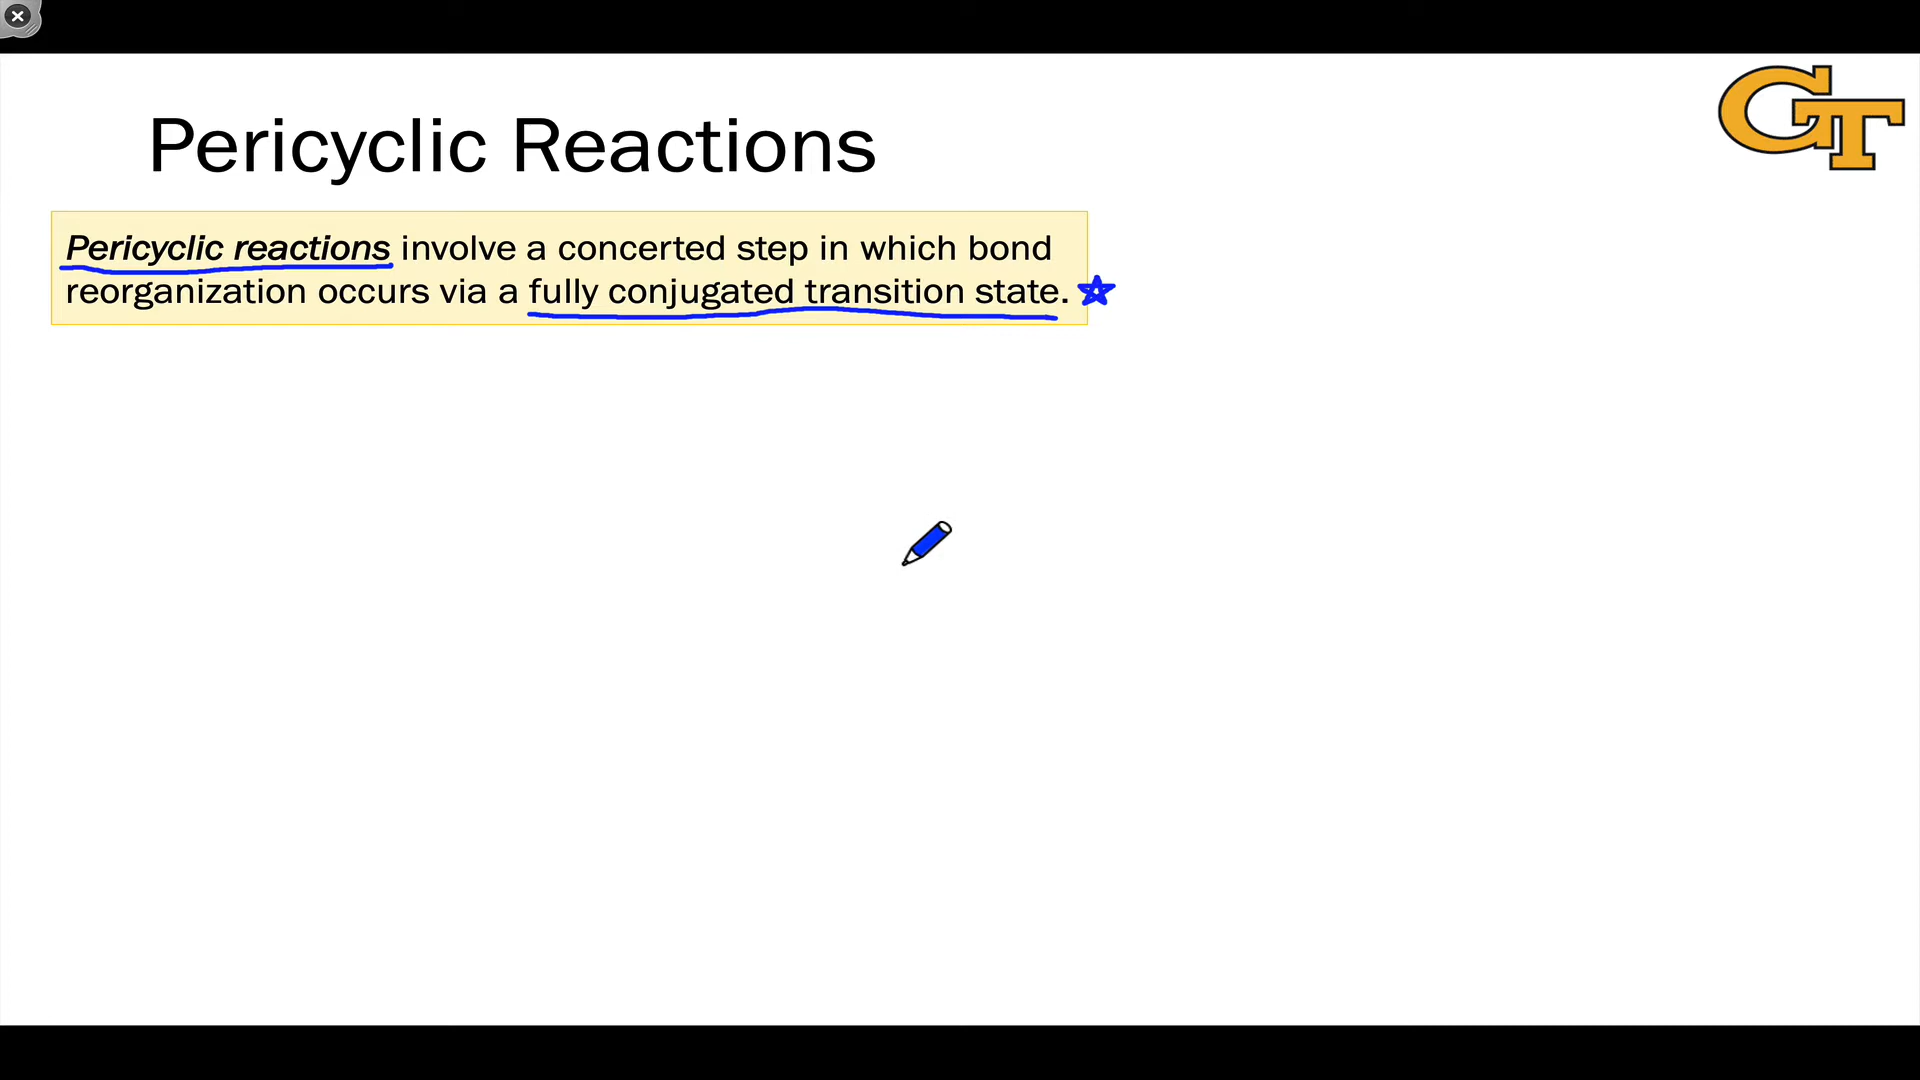 GT
Pericyclic Reactions
Pericyclic reactions involve a concerted step in which bond
reorganization occurs via a fully conjugated transition state.